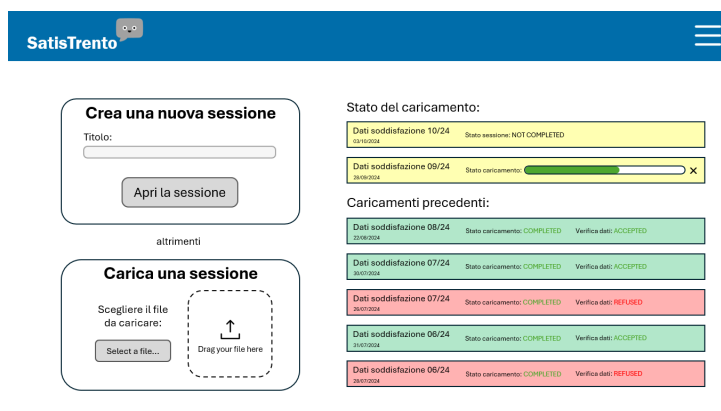 SatisTrento
Crea una nuova sessione
Titolo:
Apri la sessione
altrimenti
Carica una sessione
Scegliere il file
da caricare:
Select a file...
Drag your file here
Stato del caricamento:
Dati soddisfazione 10/24
03/10/2024
Stato sessione: NOT COMPLETED
Dati soddisfazione 09/24
28/09/2024
Stato caricamento:
Caricamenti precedenti:
Dati soddisfazione 08/24
22/08/2024
Stato caricamento: COMPLETED
Verifica dati: ACCEPTED
Dati soddisfazione 07/24
30/07/2024
Stato caricamento: COMPLETED
Verifica dati: ACCEPTED
Dati soddisfazione 07/24
25/07/2024
Stato caricamento: COMPLETED
Verifica dati: REFUSED
Dati soddisfazione 06/24
31/07/2024
Stato caricamento: COMPLETED
Verifica dati: ACCEPTED
Dati soddisfazione 06/24
28/07/2024
Stato caricamento: COMPLETED
Verifica dati: REFUSED